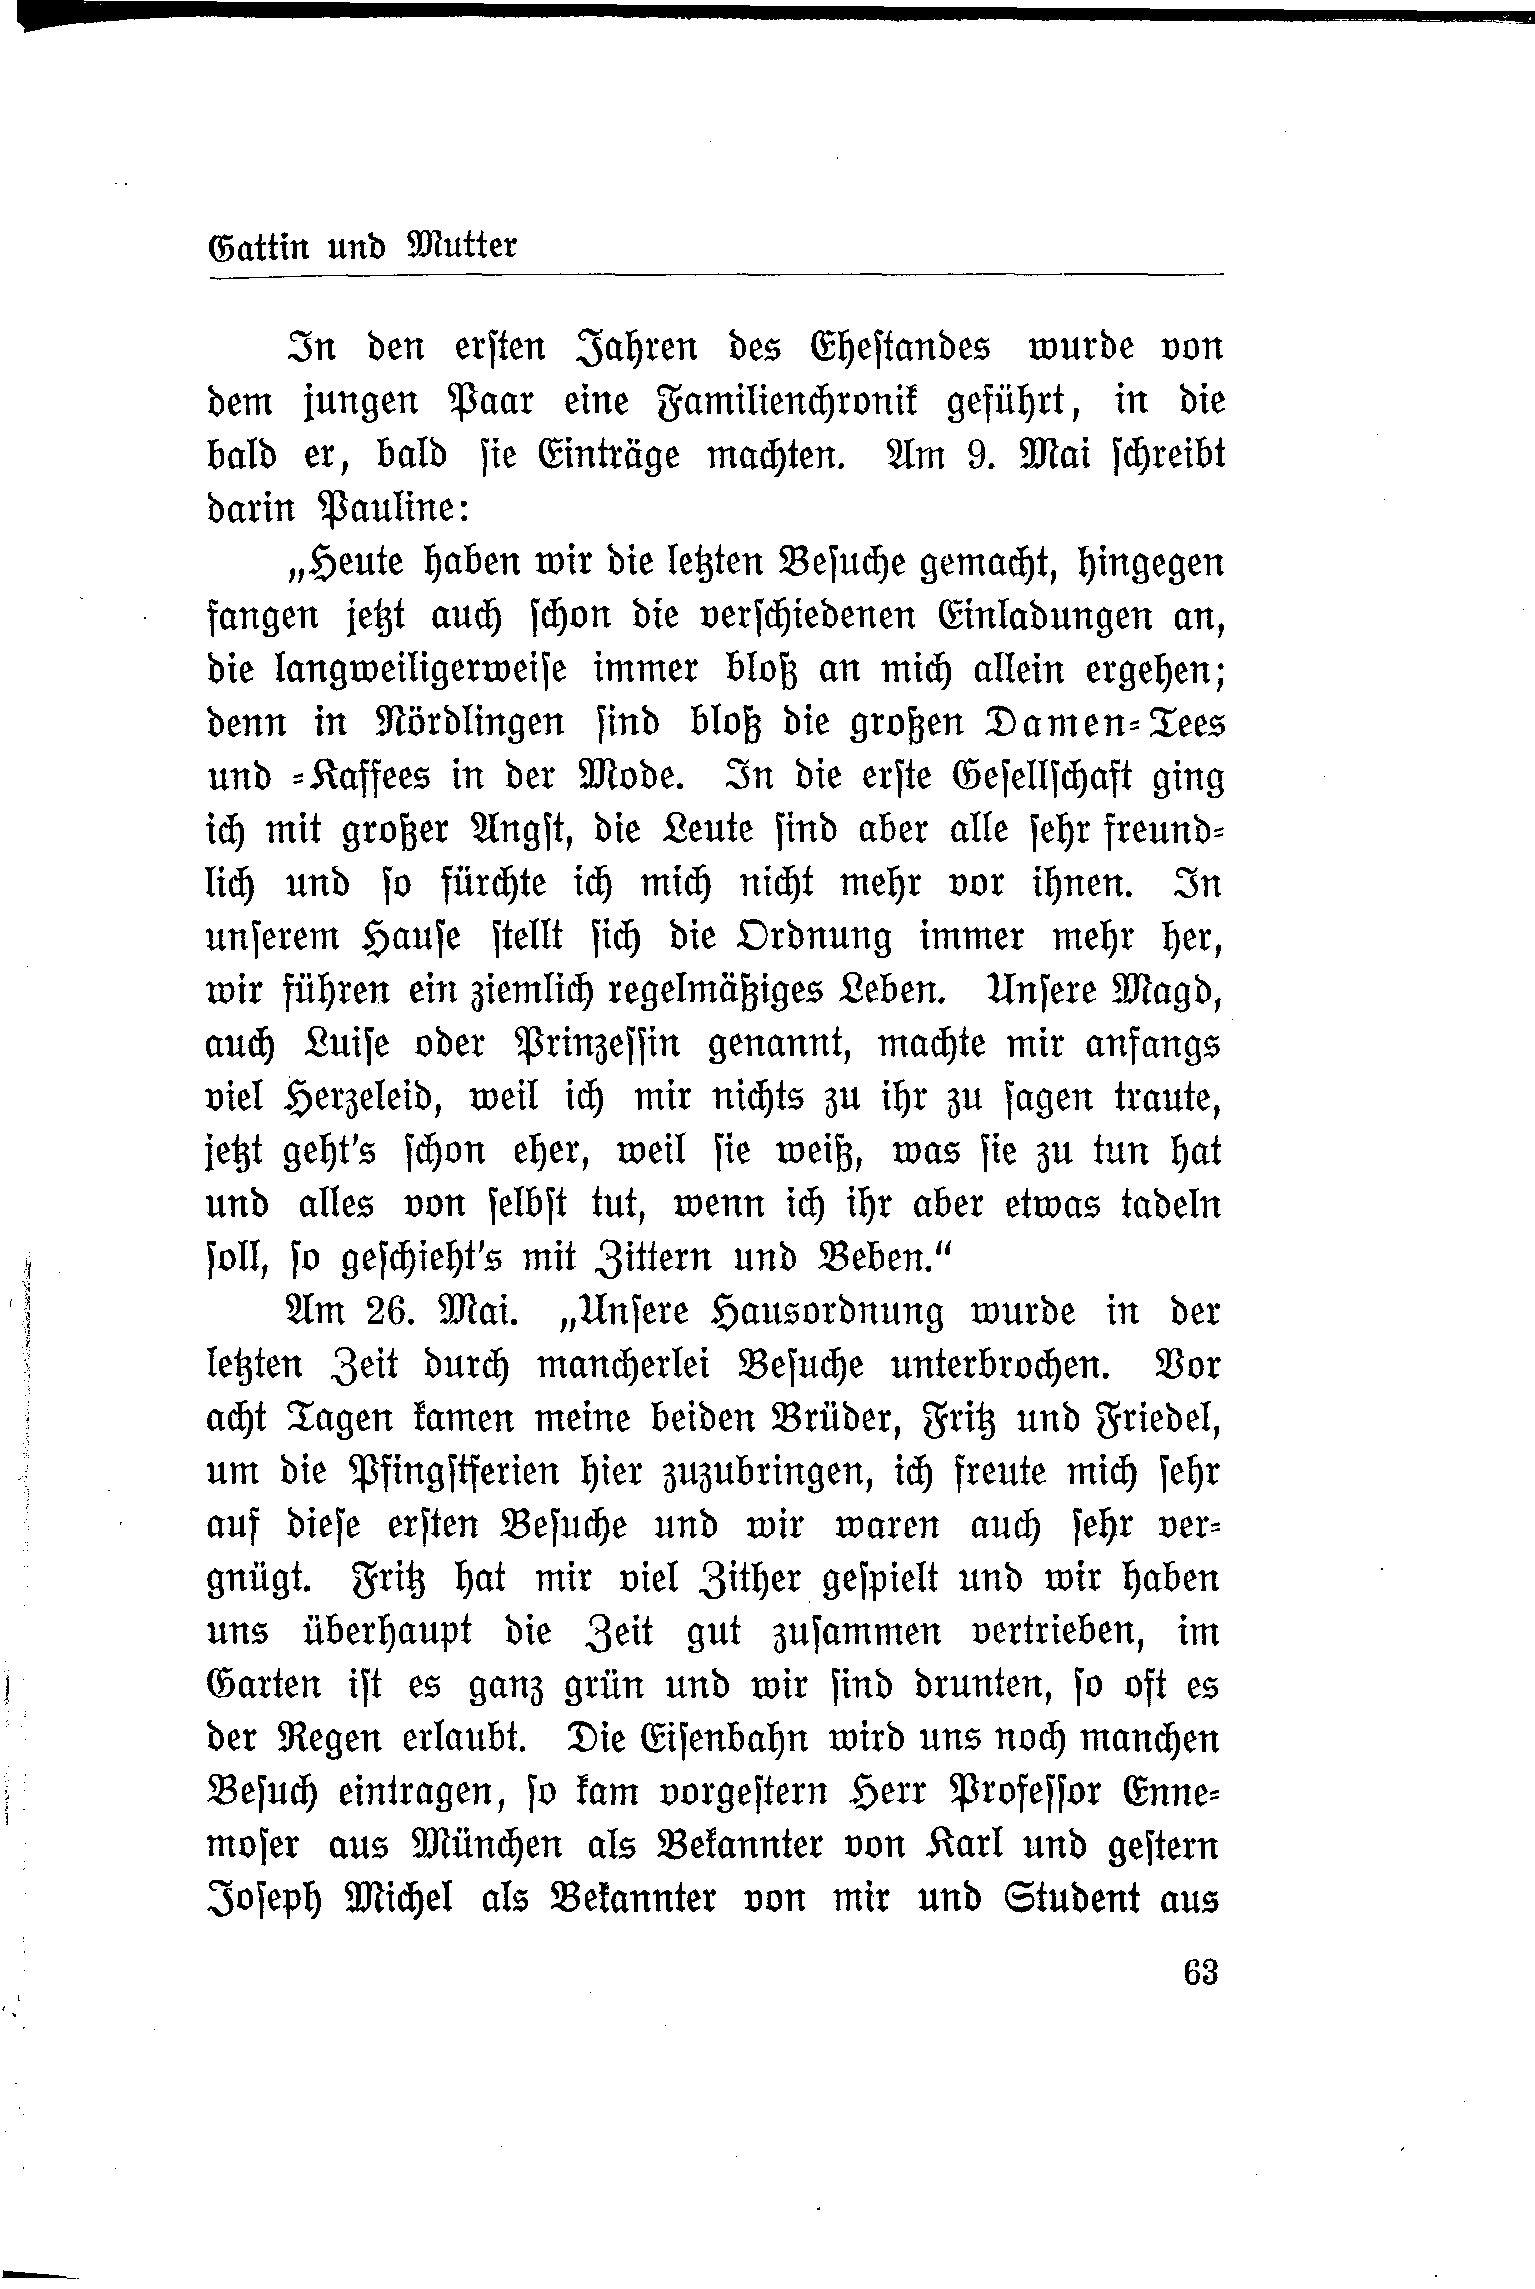 Gattin und Mutter
In den ersten Jahren des Ehestandes wurde von
dem jungen Paar eine Familienchronik geführt, in die
bald er, bald sie Einträge machten. Am 9. Mai schreibt
darin Pauline:
„Heute haben wir die letzten Besuche gemacht, hingegen
fangen jetzt auch schon die verschiedenen Einladungen an,
die langweiligerweise immer bloß an mich allein ergehen;
denn in Nördlingen sind bloß die großen Damen-Tees
und -Kaffees in der Mode. In die erste Gesellschaft ging
ich mit großer Angst, die Leute sind aber alle sehr freund-
lich und so fürchte ich mich nicht mehr vor ihnen. In
unserem Hause stellt sich die Ordnung immer mehr her,
wir führen ein ziemlich regelmäßiges Leben. Unsere Magd,
auch Luise oder Prinzessin genannt, machte mir anfangs
viel Herzeleid, weil ich mir nichts zu ihr zu sagen traute,
jetzt geht's schon eher, weil sie weiß, was sie zu tun hat
und alles von selbst tut, wenn ich ihr aber etwas tadeln
soll, so geschieht's mit Zittern und Beben.“
Am 26. Mai. „Unsere Hausordnung wurde in der
letzten Zeit durch mancherlei Besuche unterbrochen. Vor
acht Tagen kamen meine beiden Brüder, Fritz und Friedel,
um die Pfingstferien hier zuzubringen, ich freute mich sehr
auf diese ersten Besuche und wir waren auch sehr ver-
gnügt. Fritz hat mir viel Zither gespielt und wir haben
uns überhaupt die Zeit gut zusammen vertrieben, im
Garten ist es ganz grün und wir sind drunten, so oft es
der Regen erlaubt. Die Eisenbahn wird uns noch manchen
Besuch eintragen, so kam vorgestern Herr Professor Enne-
moser aus München als Bekannter von Karl und gestern
Joseph Michel als Bekannter von mir und Student aus
63